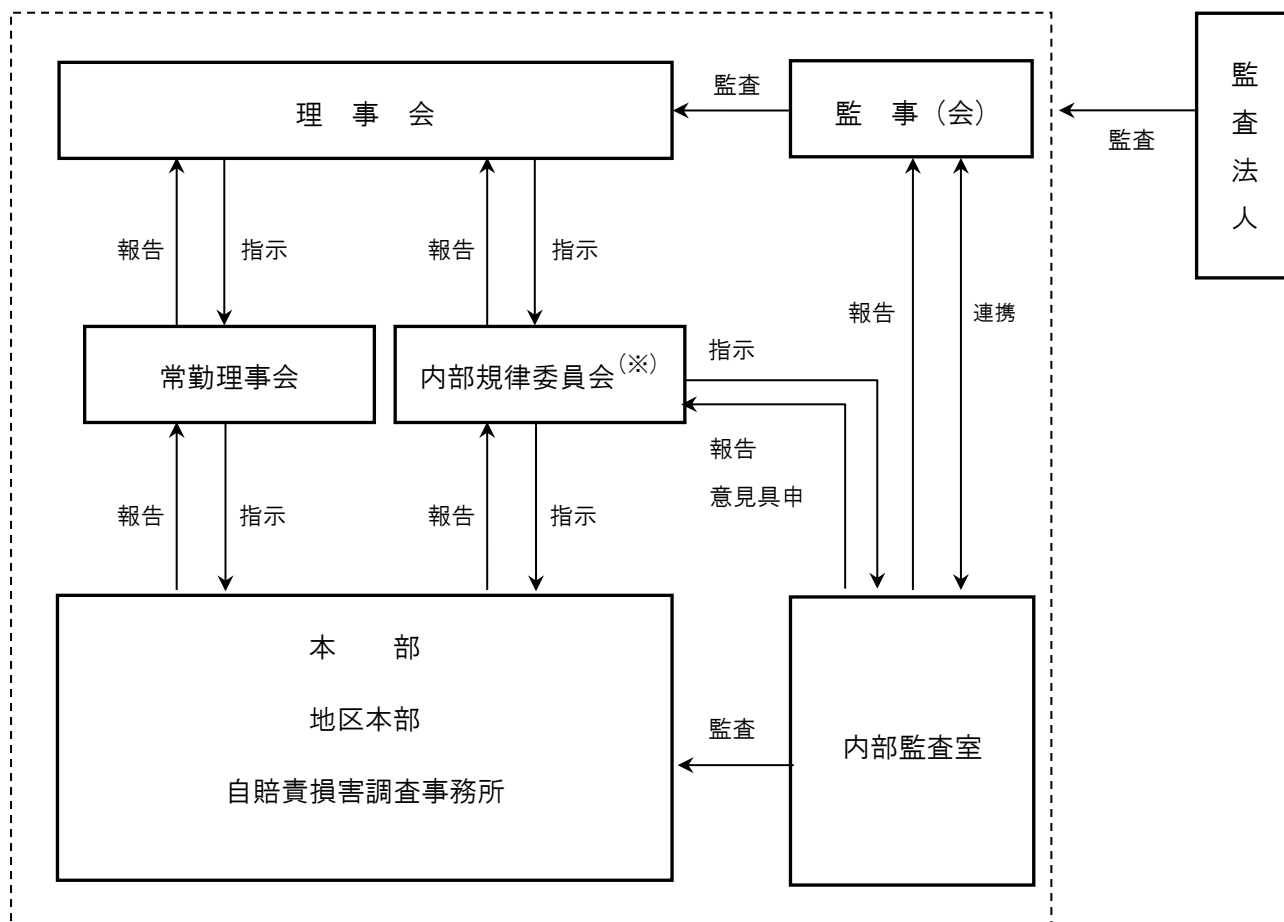 理　事　会
監査
監　事（会）
監査
監査法人
報告
指示
報告
指示
報告
連携
常勤理事会
内部規律委員会(※)
指示
報告
意見具申
報告
指示
報告
指示
本　　部
地区本部
自賠責損害調査事務所
監査
内部監査室